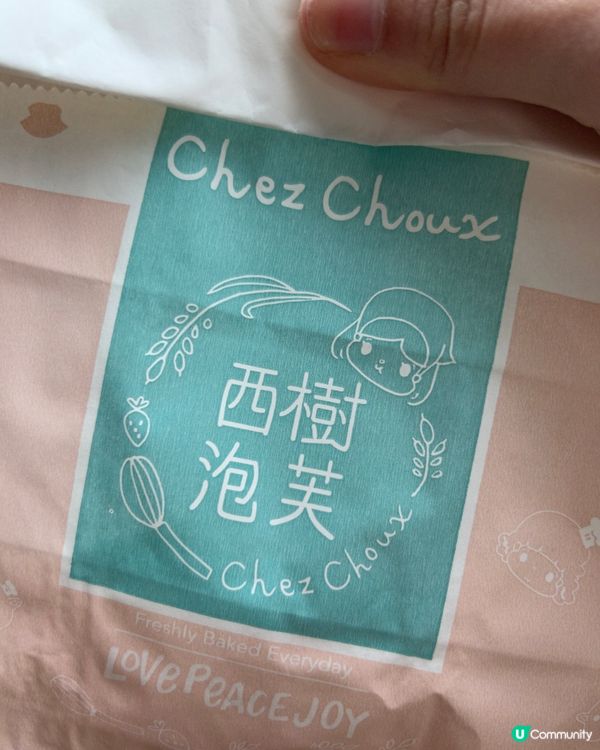 Chez Choux
西樹
泡芙
Chez Choux
Freshly Baked Everyday
LOVE PEACE JOY
U Community